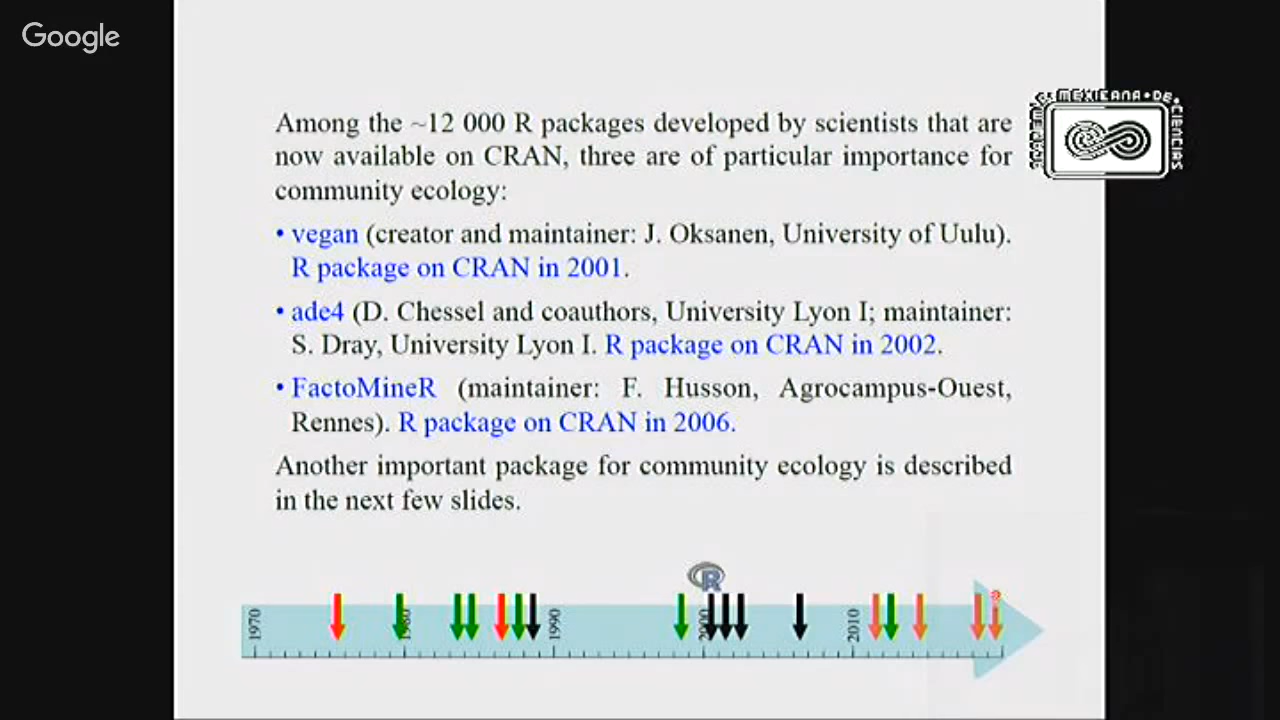 Google
ACADEMIA MEXICANA DE CIENCIAS
Among the ~12 000 R packages developed by scientists that are
now available on CRAN, three are of particular importance for
community ecology:
• vegan (creator and maintainer: J. Oksanen, University of Uulu).
R package on CRAN in 2001.
• ade4 (D. Chessel and coauthors, University Lyon I; maintainer:
S. Dray, University Lyon I. R package on CRAN in 2002.
• FactoMineR (maintainer: F. Husson, Agrocampus-Ouest,
Rennes). R package on CRAN in 2006.
Another important package for community ecology is described
in the next few slides.
R
1970
1980
1990
2000
2010